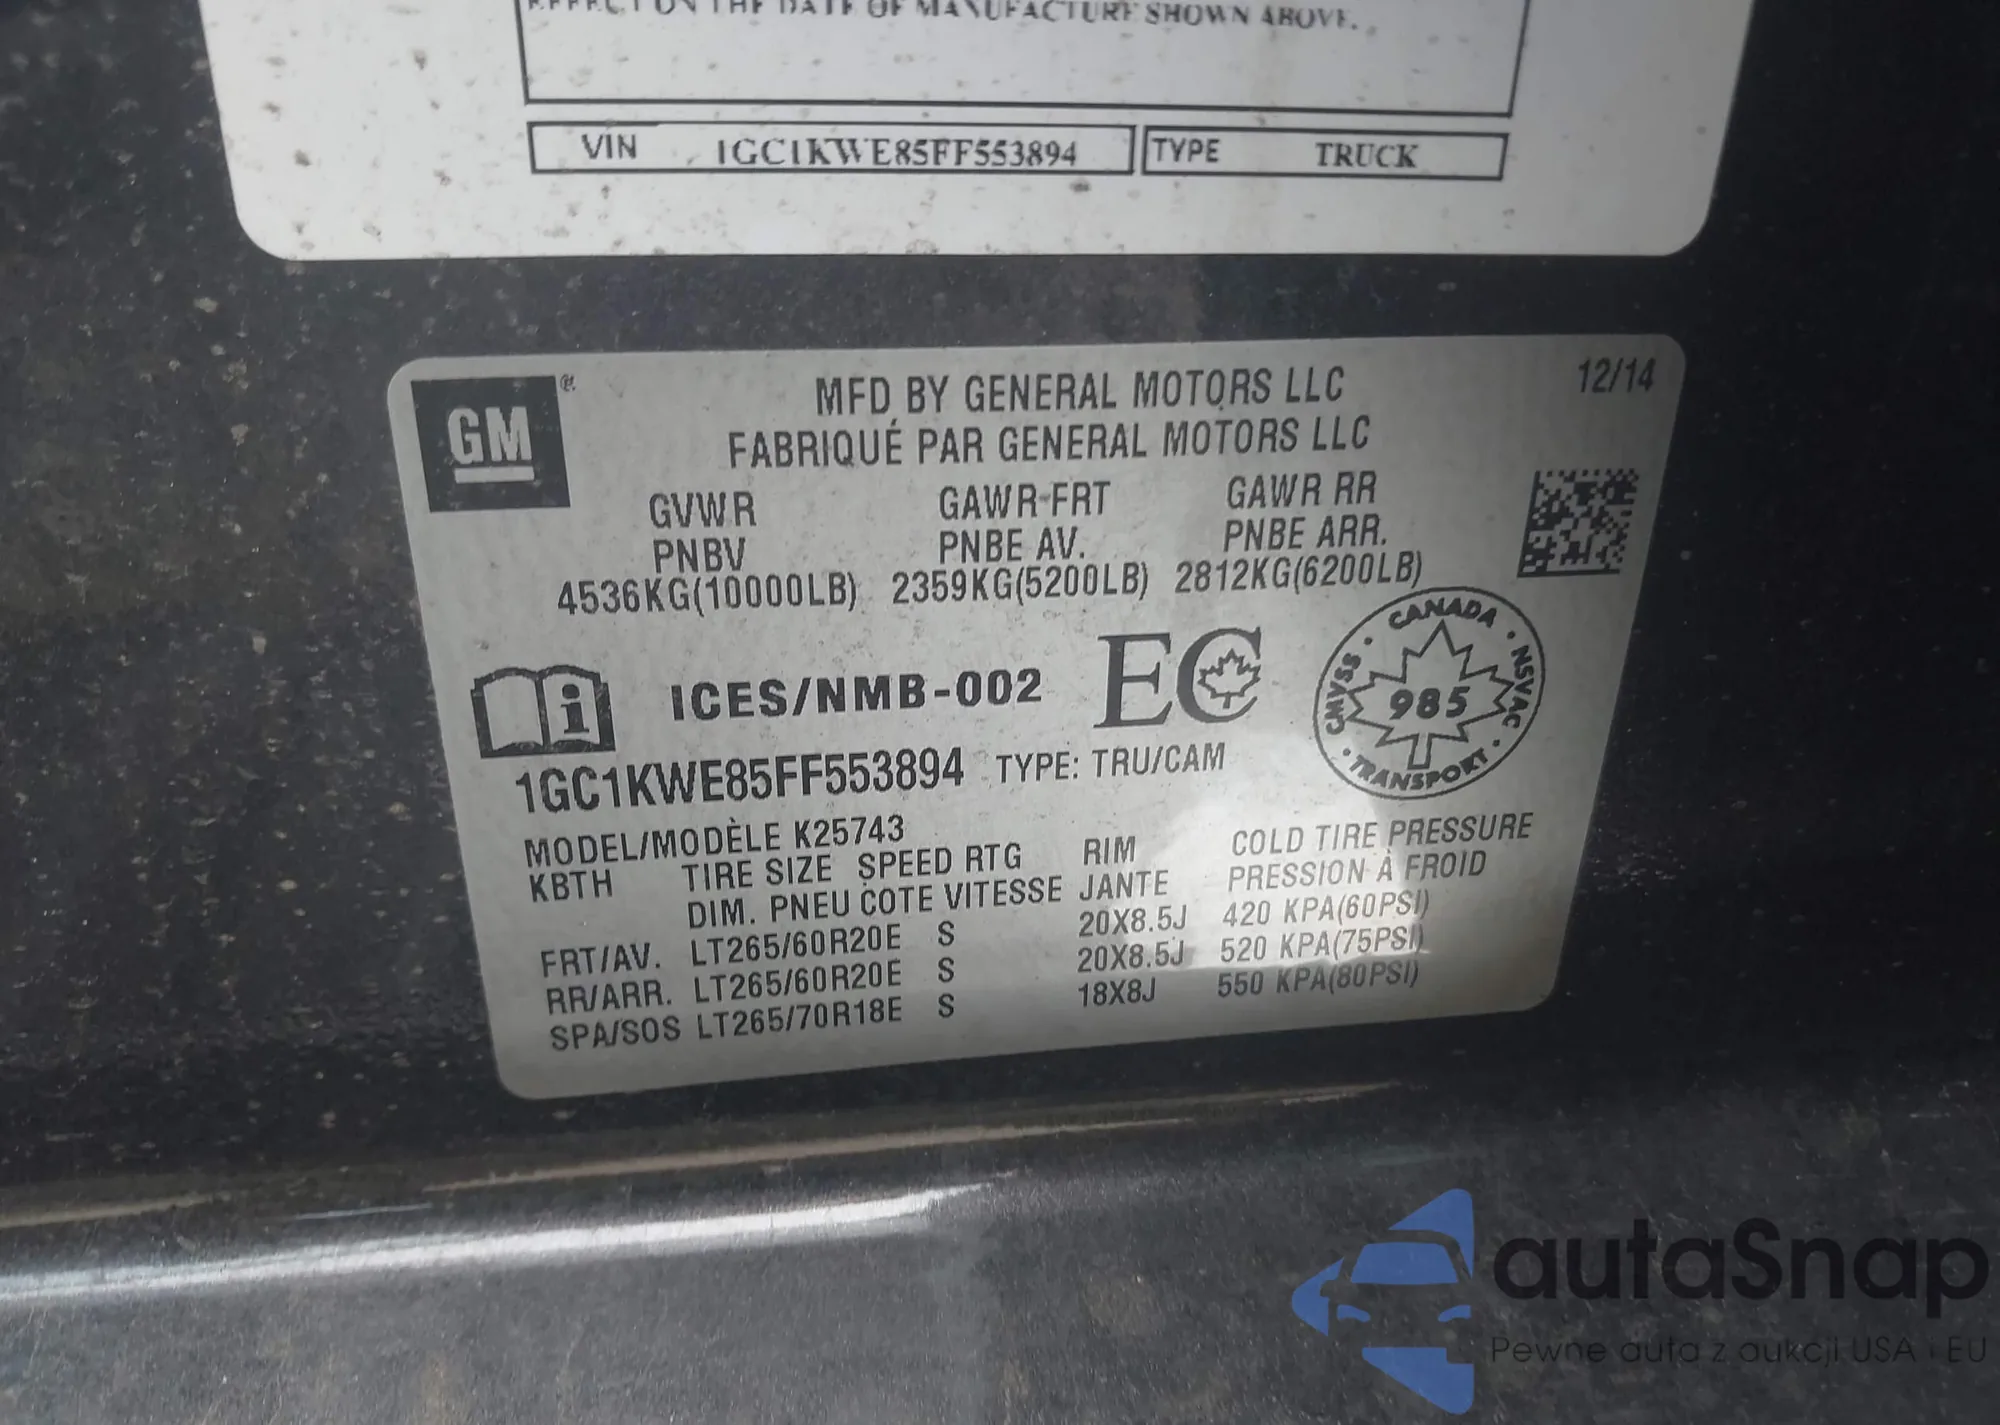 EFFECT ON THE DATE OF MANUFACTURE SHOWN ABOVE.
VIN 1GC1KWE85FF553894 TYPE TRUCK
GM
MFD BY GENERAL MOTORS LLC 12/14
FABRIQUÉ PAR GENERAL MOTORS LLC
GVWR GAWR-FRT GAWR RR
PNBV PNBE AV. PNBE ARR.
4536KG(10000LB) 2359KG(5200LB) 2812KG(6200LB)
i ICES/NMB-002 EC
CANADA · NSVAC · TRANSPORT · CMVSS ·
985
1GC1KWE85FF553894 TYPE: TRU/CAM
MODEL/MODÈLE K25743
KBTH TIRE SIZE SPEED RTG RIM COLD TIRE PRESSURE
DIM. PNEU COTE VITESSE JANTE PRESSION À FROID
FRT/AV. LT265/60R20E S 20X8.5J 420 KPA(60PSI)
RR/ARR. LT265/60R20E S 20X8.5J 520 KPA(75PSI)
SPA/SOS LT265/70R18E S 18X8J 550 KPA(80PSI)
autaSnap
Pewne auta z aukcji USA i EU